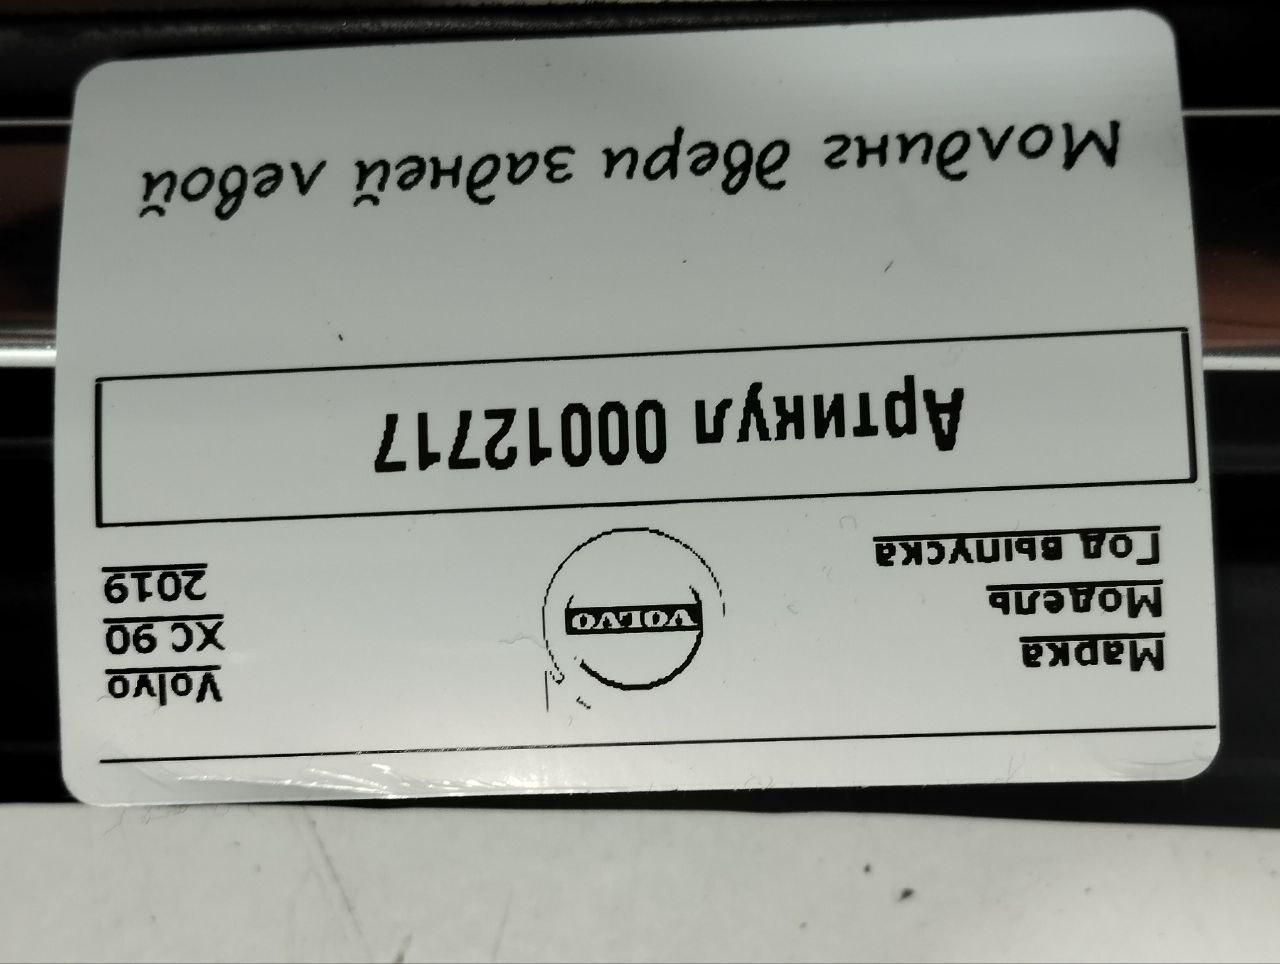 Марка Volvo
Модель XC 90
Год выпуска 2019
VOLVO
Артикул 00012717
Молдинг двери задней левой